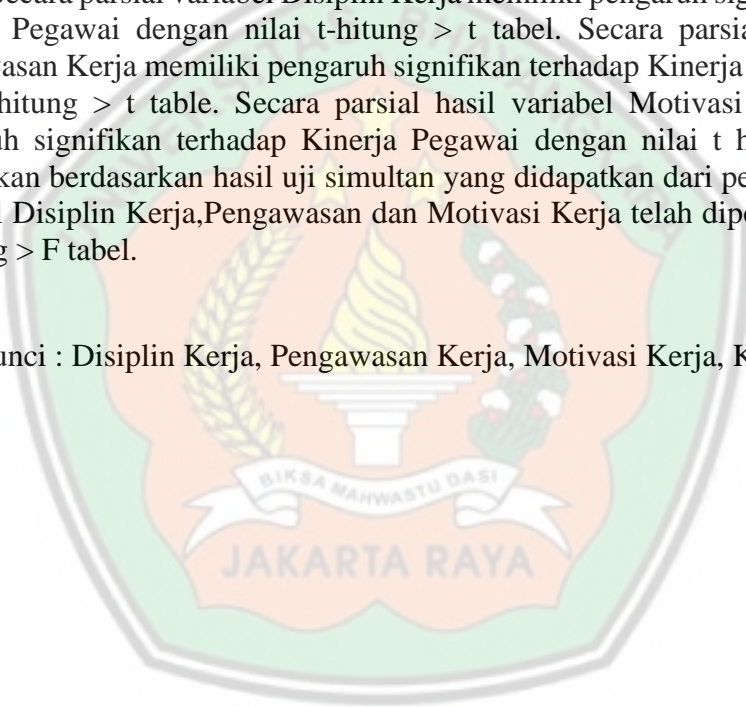 secara parsial variabel Disiplin Kerja memiliki pengaruh sig
Pegawai dengan nilai t-hitung > t tabel. Secara parsia
asan Kerja memiliki pengaruh signifikan terhadap Kinerja
hitung > t table. Secara parsial hasil variabel Motivasi
h signifikan terhadap Kinerja Pegawai dengan nilai t h
kan berdasarkan hasil uji simultan yang didapatkan dari pe
l Disiplin Kerja,Pengawasan dan Motivasi Kerja telah dipe
g > F tabel.
unci : Disiplin Kerja, Pengawasan Kerja, Motivasi Kerja, K
BIKSA MAHWASTU DASI
JAKARTA RAYA